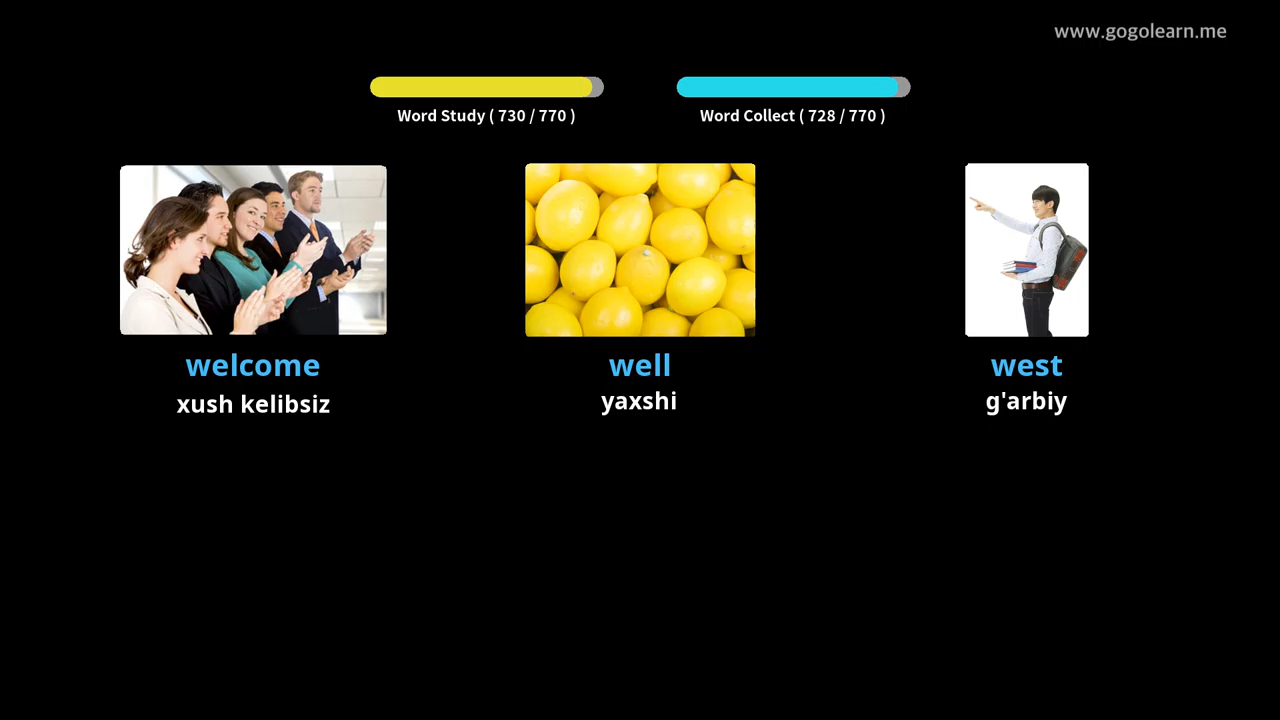 www.gogolearn.me
Word Study ( 730 / 770 )
Word Collect ( 728 / 770 )
welcome
xush kelibsiz
well
yaxshi
west
g'arbiy